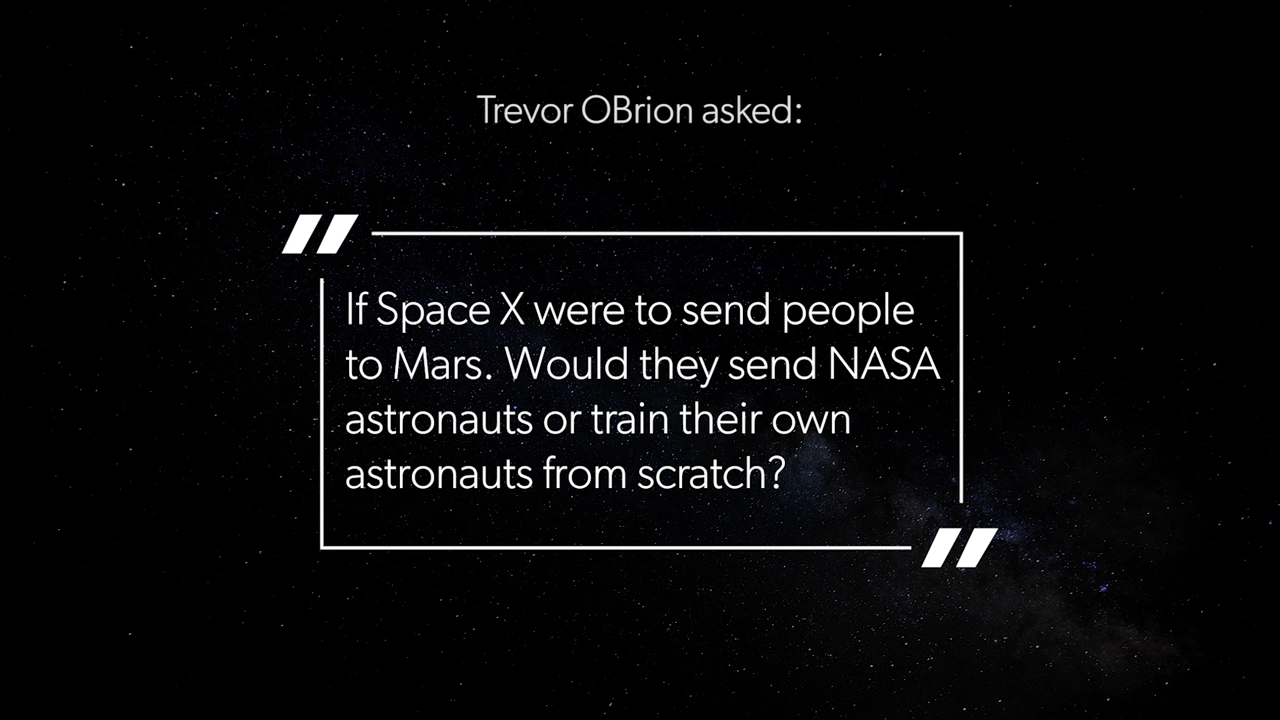 Trevor OBrion asked:
If Space X were to send people
to Mars. Would they send NASA
astronauts or train their own
astronauts from scratch?